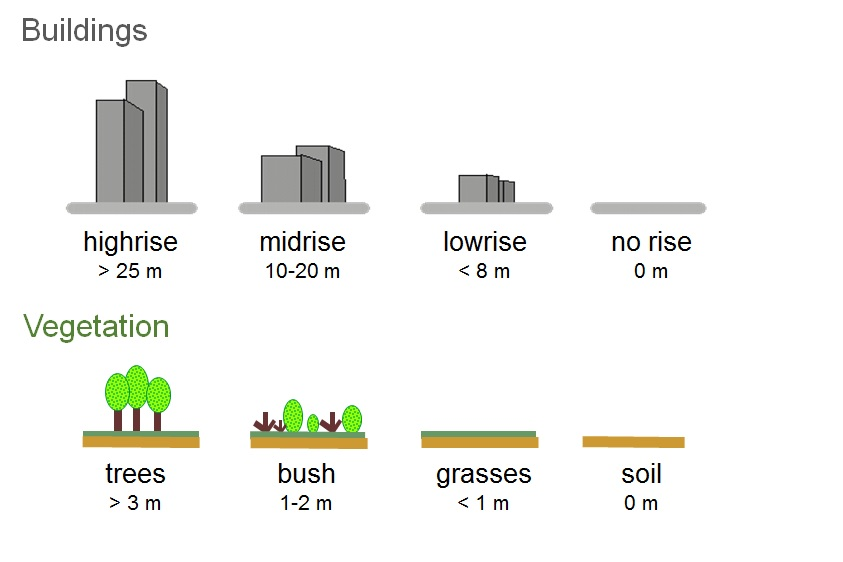 Buildings
highrise
> 25 m
midrise
10-20 m
lowrise
< 8 m
no rise
0 m
Vegetation
trees
> 3 m
bush
1-2 m
grasses
< 1 m
soil
0 m